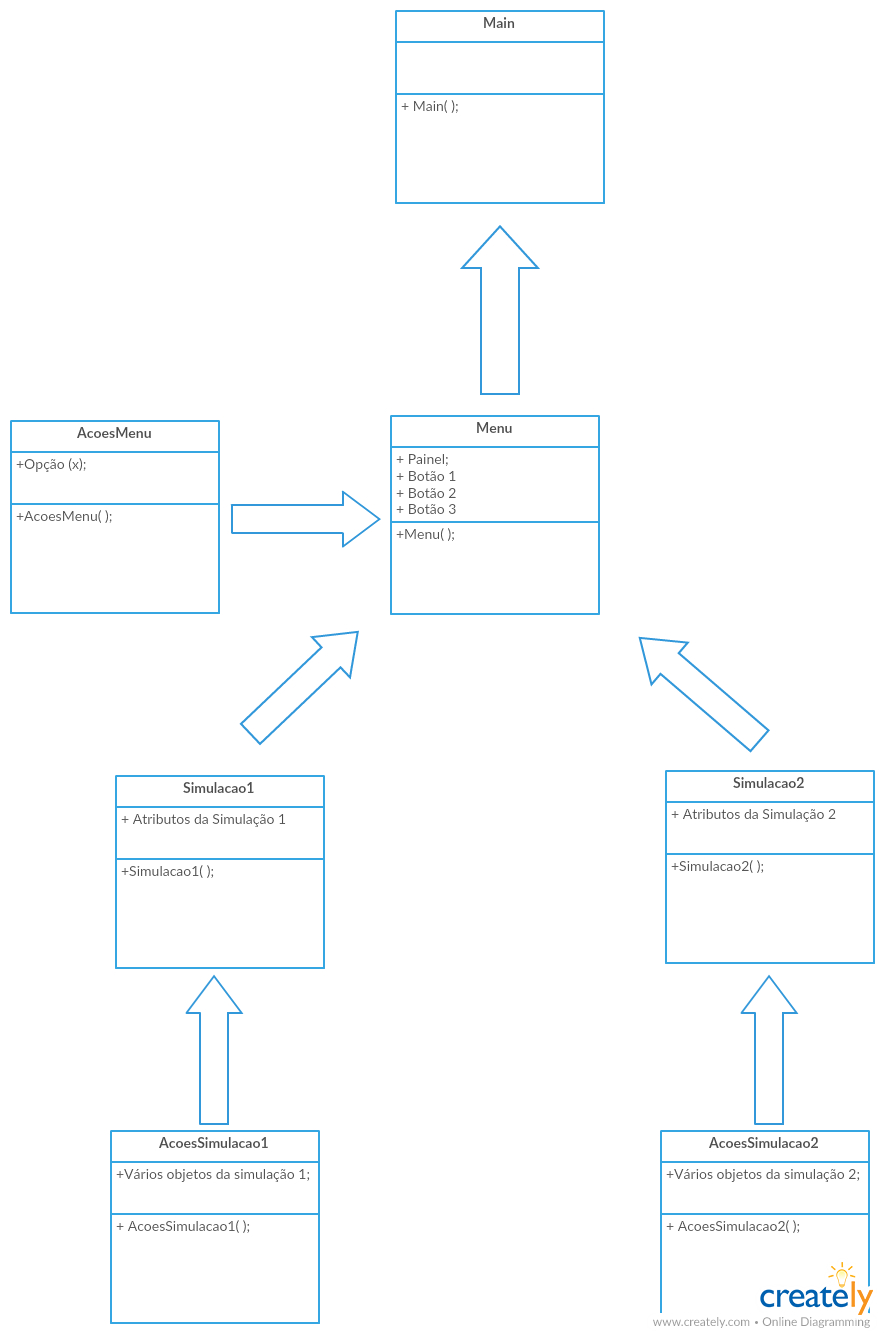 Main
+ Main( );
AcoesMenu
+Opção (x);
+AcoesMenu( );
Menu
+ Painel;
+ Botão 1
+ Botão 2
+ Botão 3
+Menu( );
Simulacao1
+ Atributos da Simulação 1
+Simulacao1( );
Simulacao2
+ Atributos da Simulação 2
+Simulacao2( );
AcoesSimulacao1
+Vários objetos da simulação 1;
+ AcoesSimulacao1( );
AcoesSimulacao2
+Vários objetos da simulação 2;
+ AcoesSimulacao2( );
creately
www.creately.com • Online Diagramming